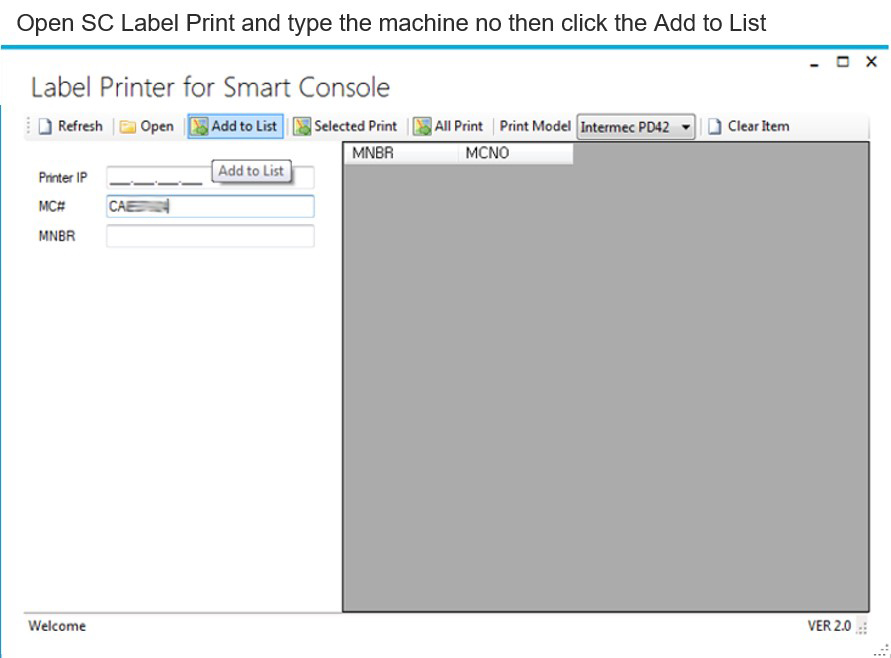 Open SC Label Print and type the machine no then click the Add to List
Label Printer for Smart Console
Refresh Open Add to List Selected Print All Print Print Model Intermec PD42 Clear Item
MNBR MCNO
Add to List
Printer IP ___.___.___.___
MC#
MNBR
Welcome VER 2.0